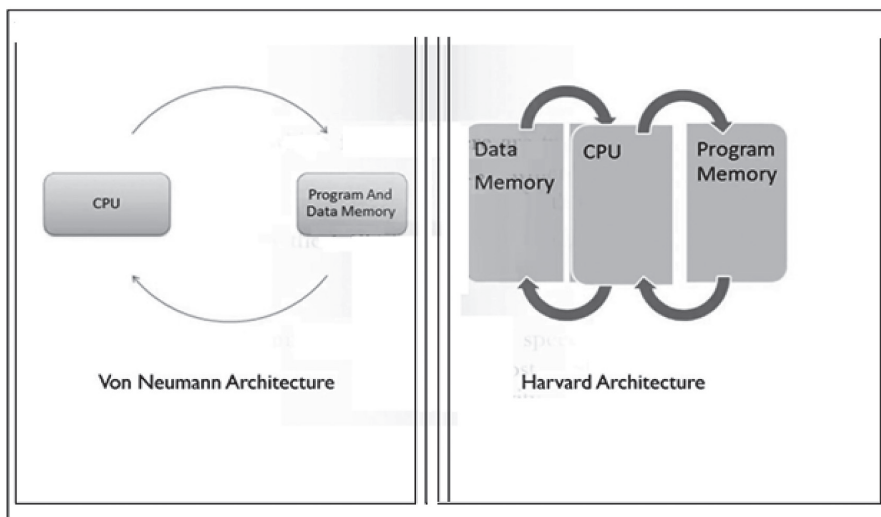 CPU
Program And
Data Memory
Von Neumann Architecture
Data
Memory
CPU
Program
Memory
Harvard Architecture